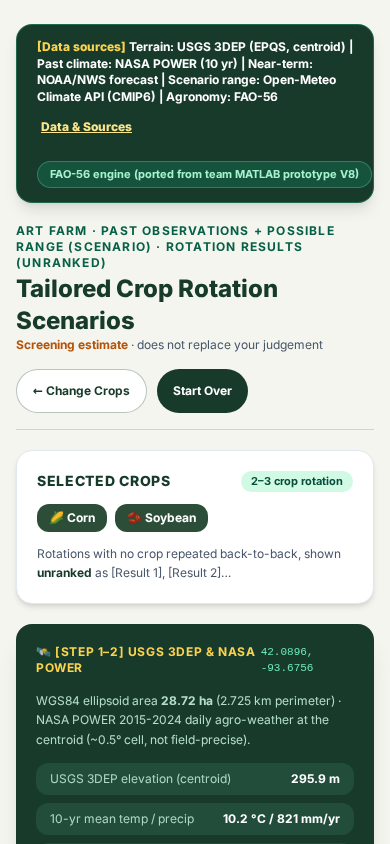 [Data sources] Terrain: USGS 3DEP (EPQS, centroid) |
Past climate: NASA POWER (10 yr) | Near-term:
NOAA/NWS forecast | Scenario range: Open-Meteo
Climate API (CMIP6) | Agronomy: FAO-56
Data & Sources
FAO-56 engine (ported from team MATLAB prototype V8)
ART FARM · PAST OBSERVATIONS + POSSIBLE
RANGE (SCENARIO) · ROTATION RESULTS
(UNRANKED)
Tailored Crop Rotation
Scenarios
Screening estimate · does not replace your judgement
← Change Crops
Start Over
SELECTED CROPS
2–3 crop rotation
🌽 Corn
🫘 Soybean
Rotations with no crop repeated back-to-back, shown
unranked as [Result 1], [Result 2]...
🛰️ [STEP 1–2] USGS 3DEP & NASA
POWER
42.0896,
-93.6756
WGS84 ellipsoid area 28.72 ha (2.725 km perimeter) ·
NASA POWER 2015-2024 daily agro-weather at the
centroid (~0.5° cell, not field-precise).
USGS 3DEP elevation (centroid) 295.9 m
10-yr mean temp / precip 10.2 °C / 821 mm/yr